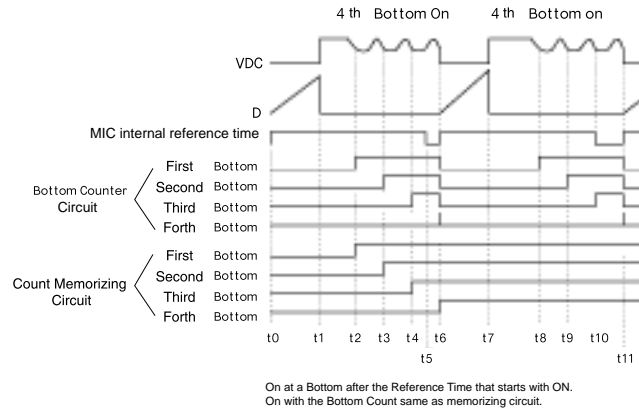 4 th Bottom On
4 th Bottom on
VDC
D
MIC internal reference time
Bottom Counter
Circuit
First Bottom
Second Bottom
Third Bottom
Forth Bottom
Count Memorizing
Circuit
First Bottom
Second Bottom
Third Bottom
Forth Bottom
t0 t1 t2 t3 t4 t6 t7 t8 t9 t10
t5 t11
On at a Bottom after the Reference Time that starts with ON.
On with the Bottom Count same as memorizing circuit.